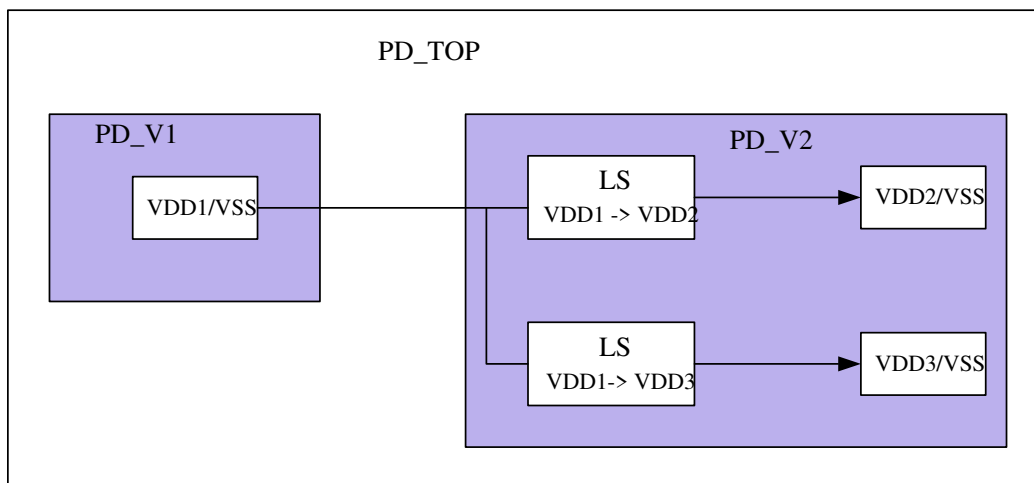 PD_TOP
PD_V1
VDD1/VSS
PD_V2
LS
VDD1 -> VDD2
VDD2/VSS
LS
VDD1-> VDD3
VDD3/VSS